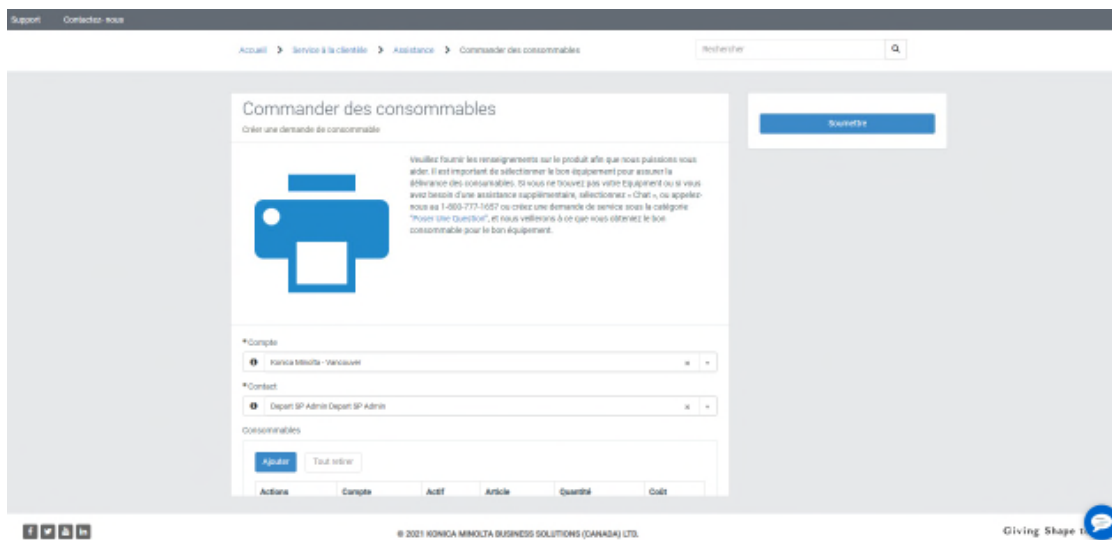 Support Contactez-nous
Accueil > Service à la clientèle > Assistance > Commander des consommables
Rechercher
Commander des consommables
Créer une demande de consommable
Soumettre
Veuillez fournir les renseignements sur le produit afin que nous puissions vous
aider. Il est important de sélectionner le bon équipement pour assurer la
délivrance des consumables. Si vous ne trouvez pas votre Equipment ou si vous
avez besoin d'une assistance supplémentaire, sélectionnez « Chat », ou appelez-
nous au 1-800-777-1657 ou créez une demande de service sous la catégorie
"Poser Une Question", et nous veillerons à ce que vous obteniez le bon
consommable pour le bon équipement.
*Compte
Konica Minolta - Vancouver
*Contact
Depart SP Admin Depart SP Admin
Consommables
Ajouter Tout retirer
Actions Compte Actif Article Quantité Coût
© 2021 KONICA MINOLTA BUSINESS SOLUTIONS (CANADA) LTD.
Giving Shape